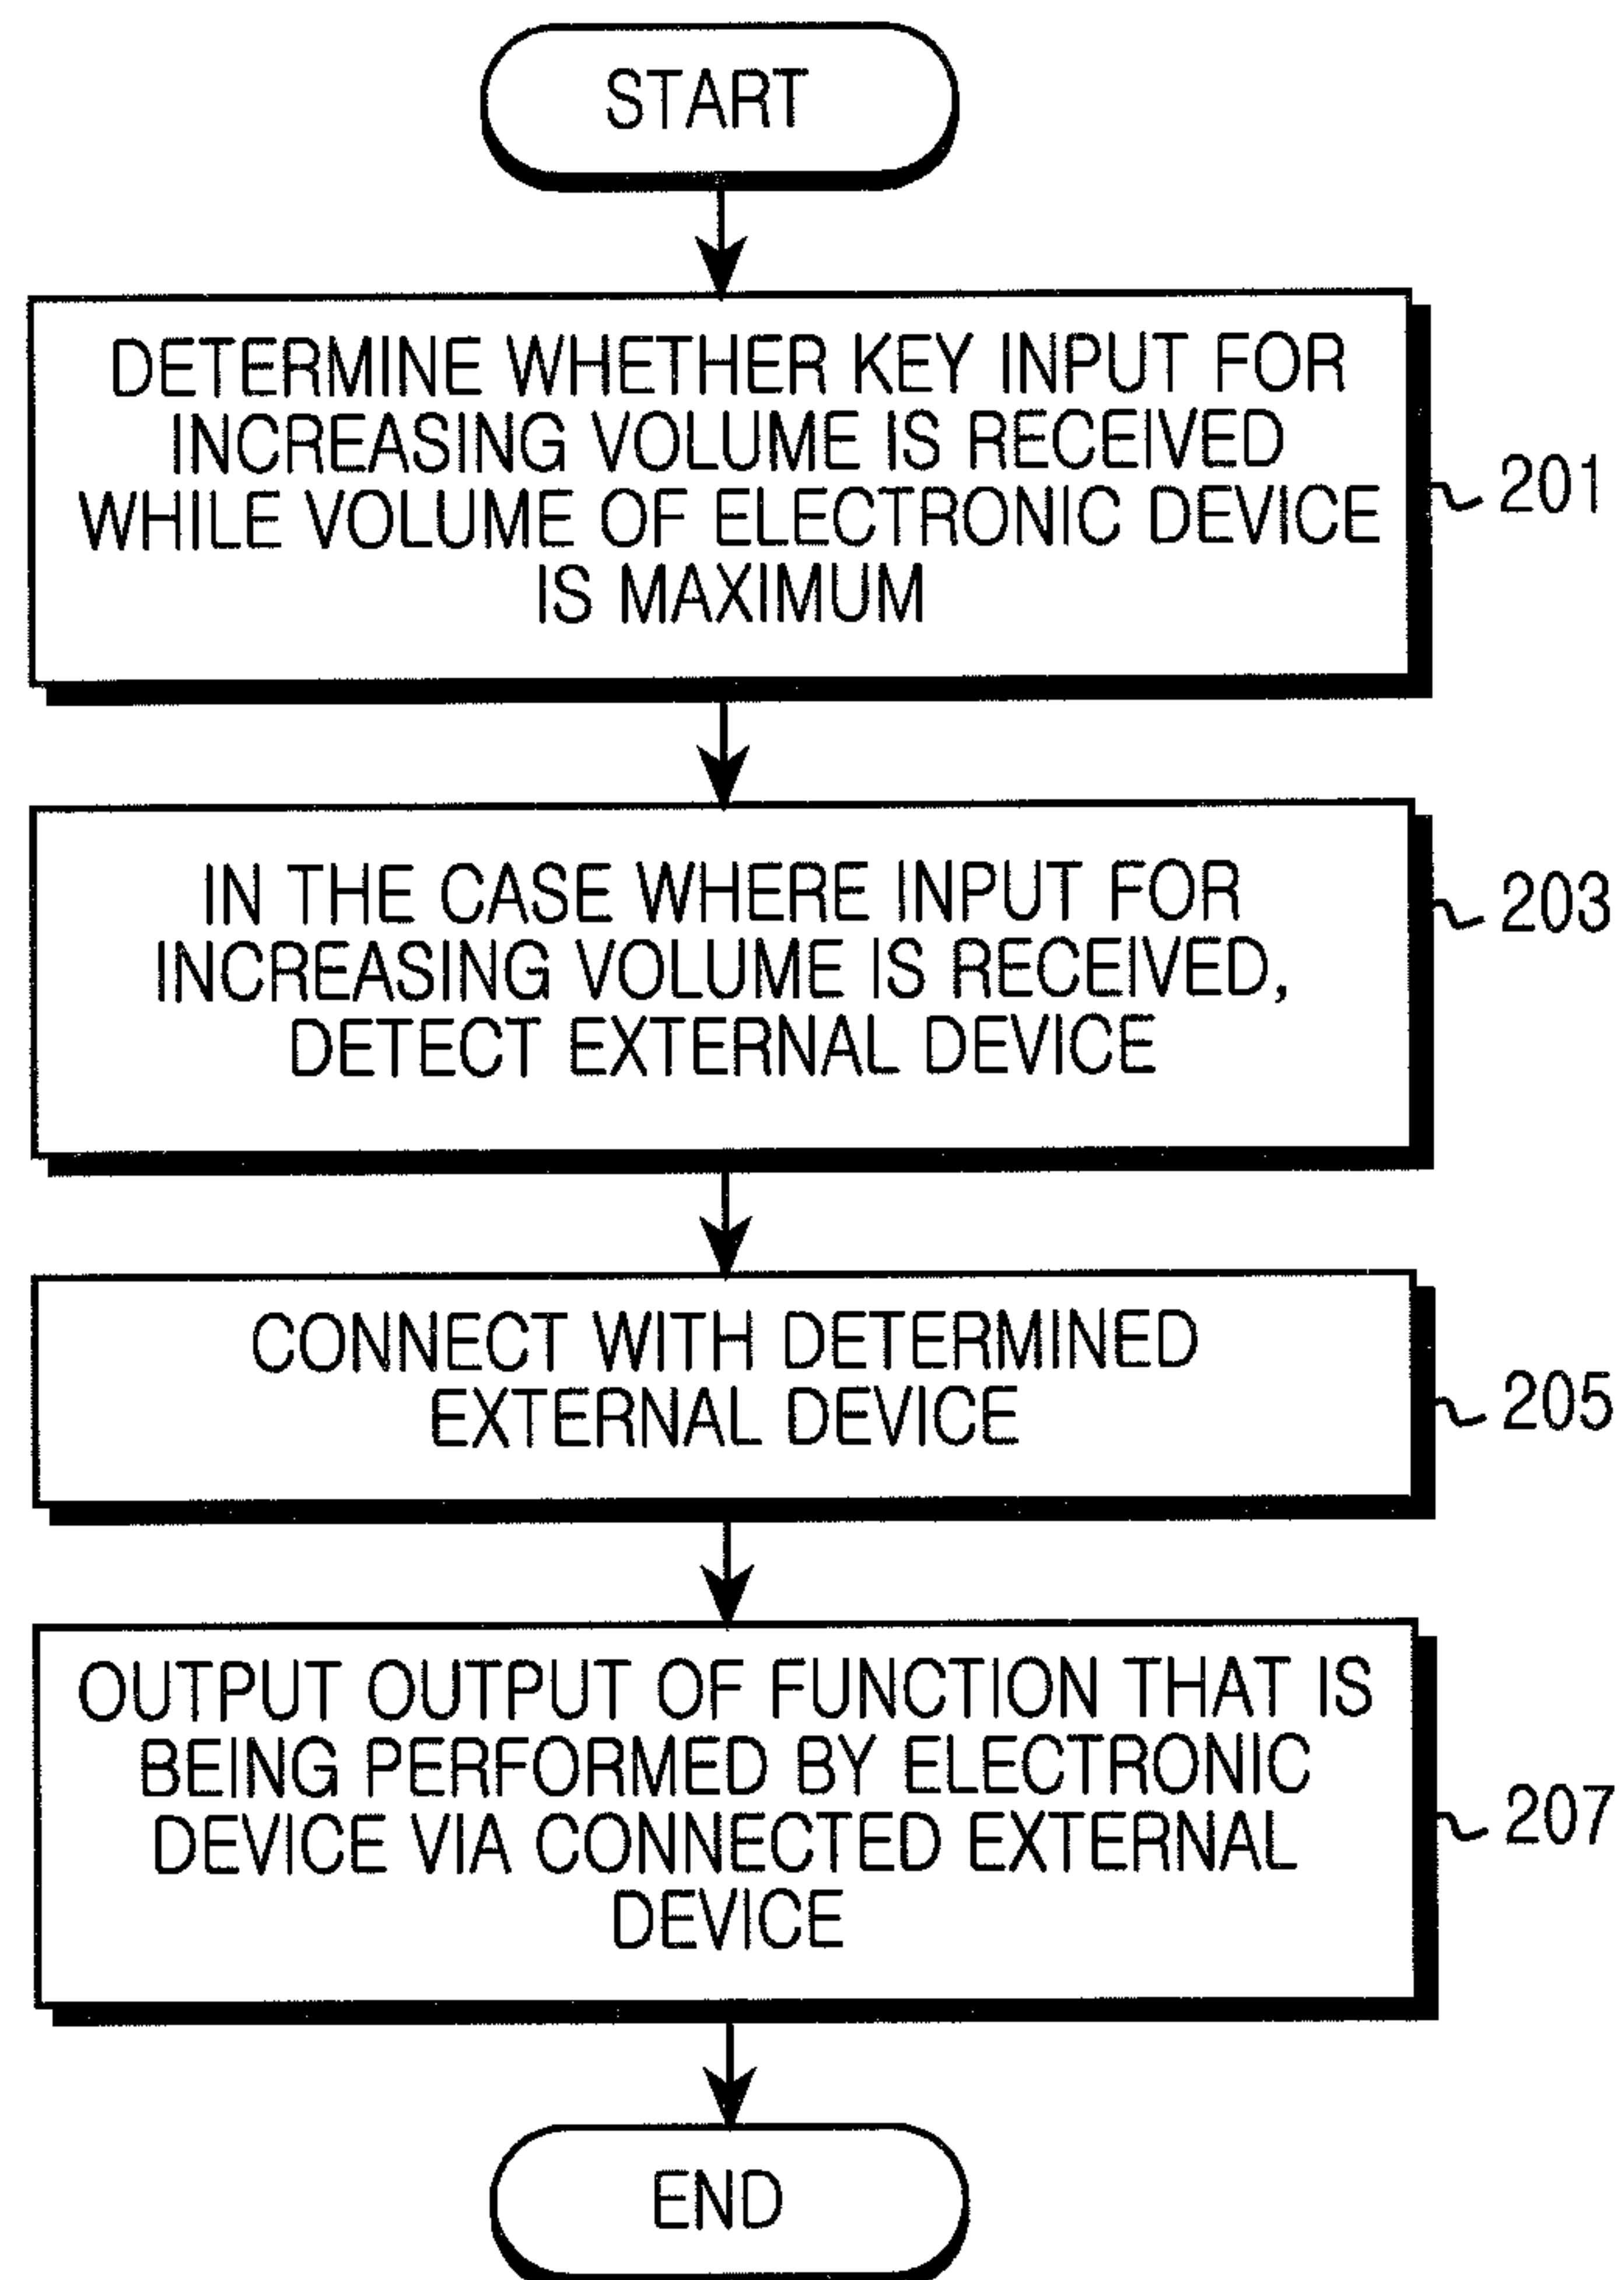 START
DETERMINE WHETHER KEY INPUT FOR
INCREASING VOLUME IS RECEIVED
WHILE VOLUME OF ELECTRONIC DEVICE
IS MAXIMUM
201
IN THE CASE WHERE INPUT FOR
INCREASING VOLUME IS RECEIVED,
DETECT EXTERNAL DEVICE
203
CONNECT WITH DETERMINED
EXTERNAL DEVICE
205
OUTPUT OUTPUT OF FUNCTION THAT IS
BEING PERFORMED BY ELECTRONIC
DEVICE VIA CONNECTED EXTERNAL
DEVICE
207
END